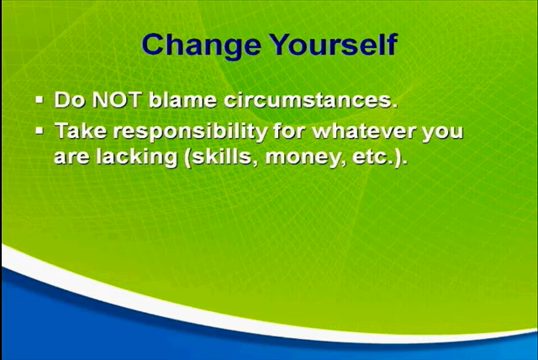 Change Yourself
▪ Do NOT blame circumstances.
▪ Take responsibility for whatever you
are lacking (skills, money, etc.).